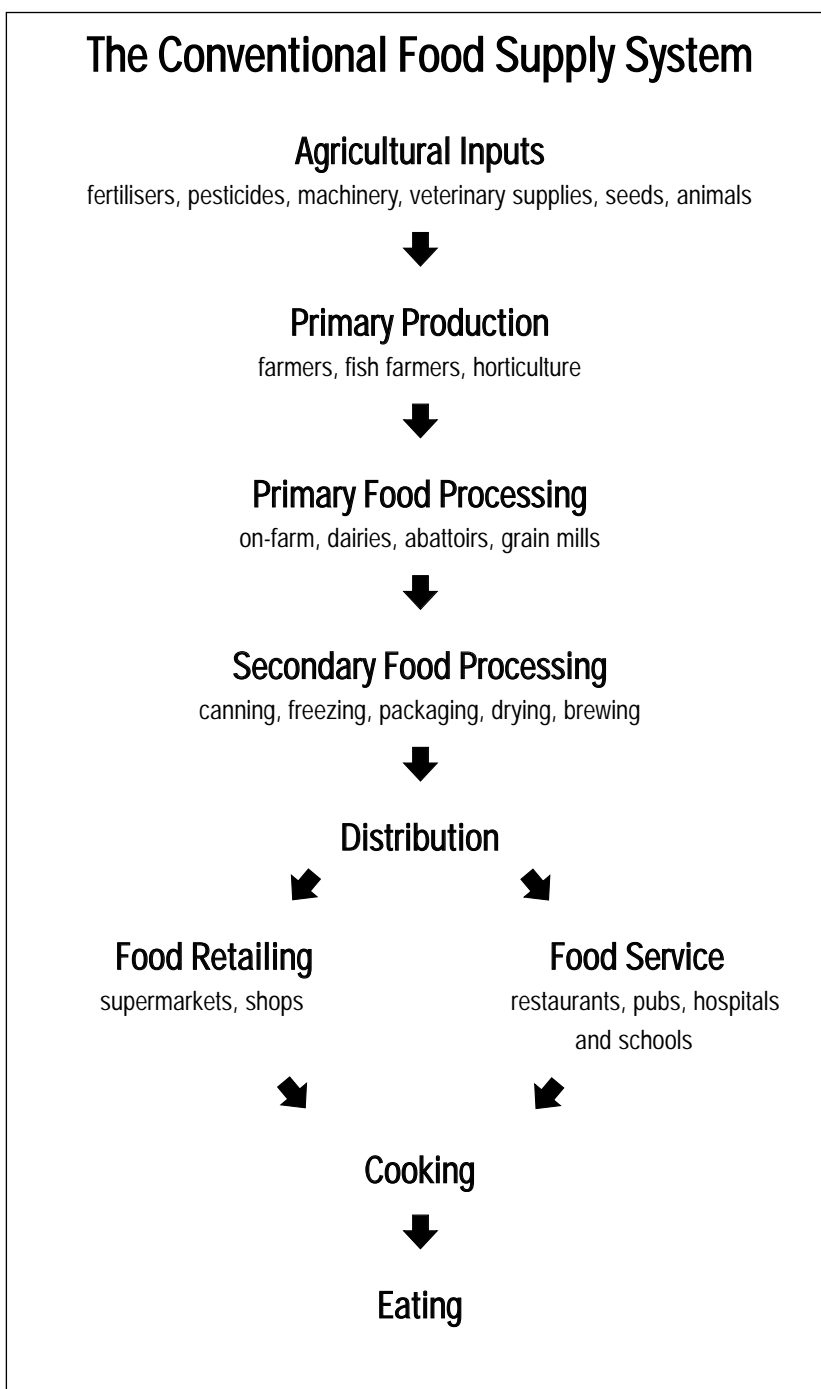 The Conventional Food Supply System
Agricultural Inputs
fertilisers, pesticides, machinery, veterinary supplies, seeds, animals
Primary Production
farmers, fish farmers, horticulture
Primary Food Processing
on-farm, dairies, abattoirs, grain mills
Secondary Food Processing
canning, freezing, packaging, drying, brewing
Distribution
Food Retailing
supermarkets, shops
Food Service
restaurants, pubs, hospitals
and schools
Cooking
Eating